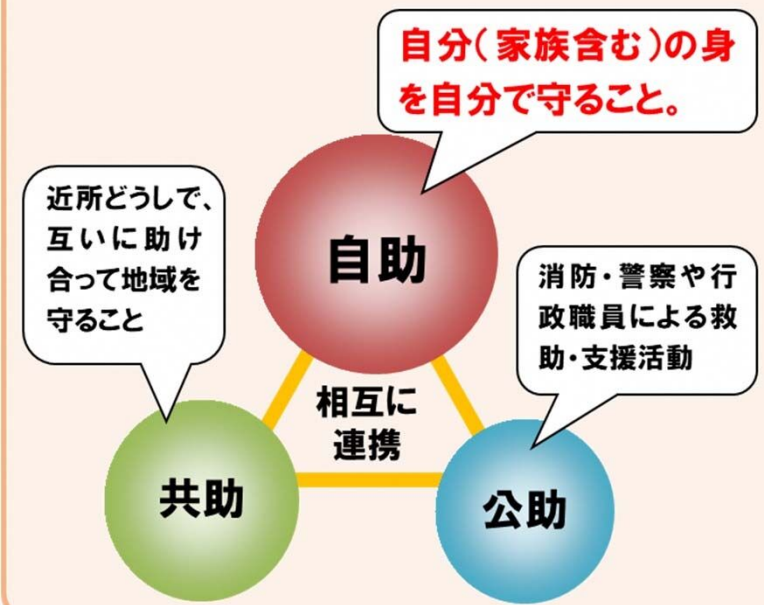 自分(家族含む)の身
を自分で守ること。
自助
近所どうしで、
互いに助け
合って地域を
守ること
消防・警察や行
政職員による救
助・支援活動
相互に
連携
共助
公助